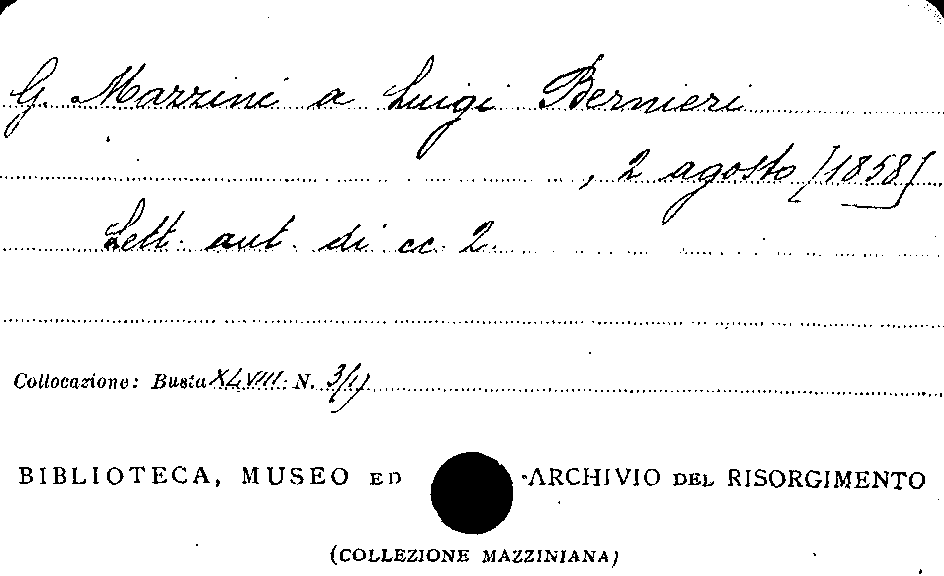 G. Mazzini a Luigi Bernieri
, 2 agosto [1858]
Lett. aut. di cc. 2.
Collocazione: Busta XLVIII. N. 3/1)
BIBLIOTECA, MUSEO ED ARCHIVIO DEL RISORGIMENTO
(COLLEZIONE MAZZINIANA)